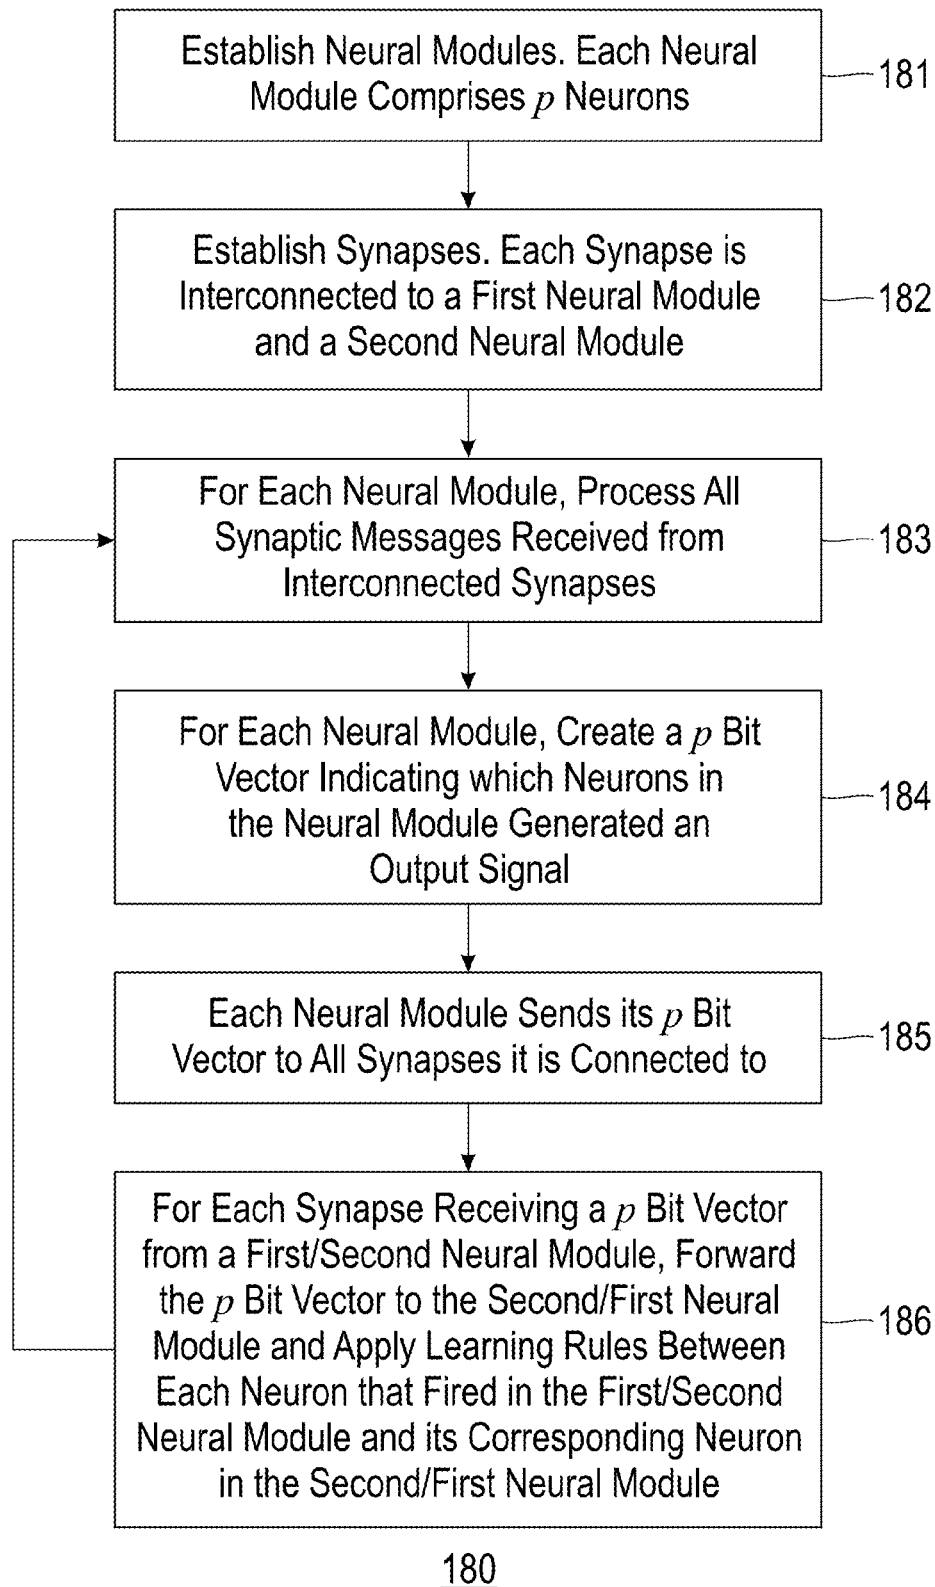 Establish Neural Modules. Each Neural
Module Comprises p Neurons
181
Establish Synapses. Each Synapse is
Interconnected to a First Neural Module
and a Second Neural Module
182
For Each Neural Module, Process All
Synaptic Messages Received from
Interconnected Synapses
183
For Each Neural Module, Create a p Bit
Vector Indicating which Neurons in
the Neural Module Generated an
Output Signal
184
Each Neural Module Sends its p Bit
Vector to All Synapses it is Connected to
185
For Each Synapse Receiving a p Bit Vector
from a First/Second Neural Module, Forward
the p Bit Vector to the Second/First Neural
Module and Apply Learning Rules Between
Each Neuron that Fired in the First/Second
Neural Module and its Corresponding Neuron
in the Second/First Neural Module
186
180